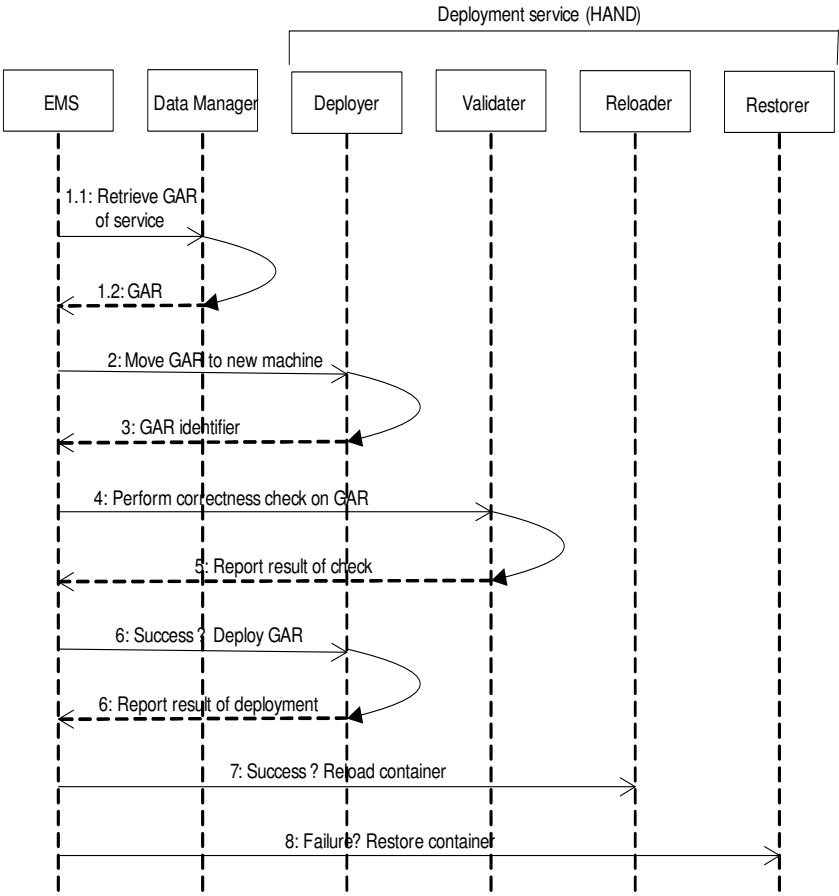 Deployment service (HAND)
EMS
Data Manager
Deployer
Validater
Reloader
Restorer
1.1: Retrieve GAR
of service
1.2: GAR
2: Move GAR to new machine
3: GAR identifier
4: Perform correctness check on GAR
5: Report result of check
6: Success? Deploy GAR
6: Report result of deployment
7: Success? Reload container
8: Failure? Restore container